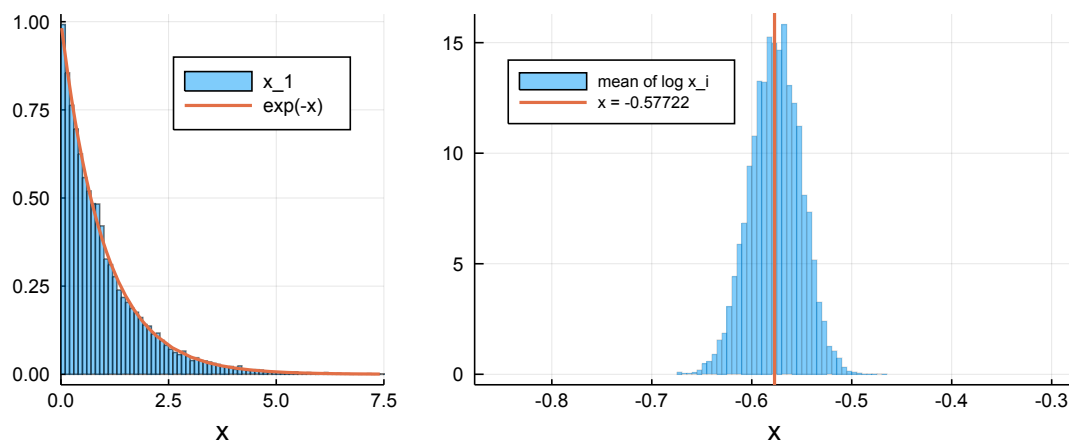 1.00
0.75
0.50
0.25
0.00
0.0 2.5 5.0 7.5
x
x_1
exp(-x)
15
10
5
0
-0.8 -0.7 -0.6 -0.5 -0.4 -0.3
x
mean of log x_i
x = -0.57722